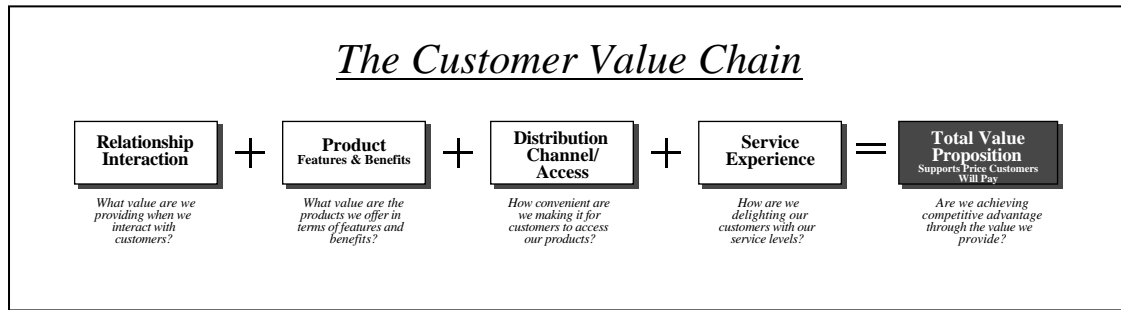 The Customer Value Chain
Relationship
Interaction
+
Product
Features & Benefits
+
Distribution
Channel/
Access
+
Service
Experience
=
Total Value
Proposition
Supports Price Customers
Will Pay
What value are we
providing when we
interact with
customers?
What value are the
products we offer in
terms of features and
benefits?
How convenient are
we making it for
customers to access
our products?
How are we
delighting our
customers with our
service levels?
Are we achieving
competitive advantage
through the value we
provide?